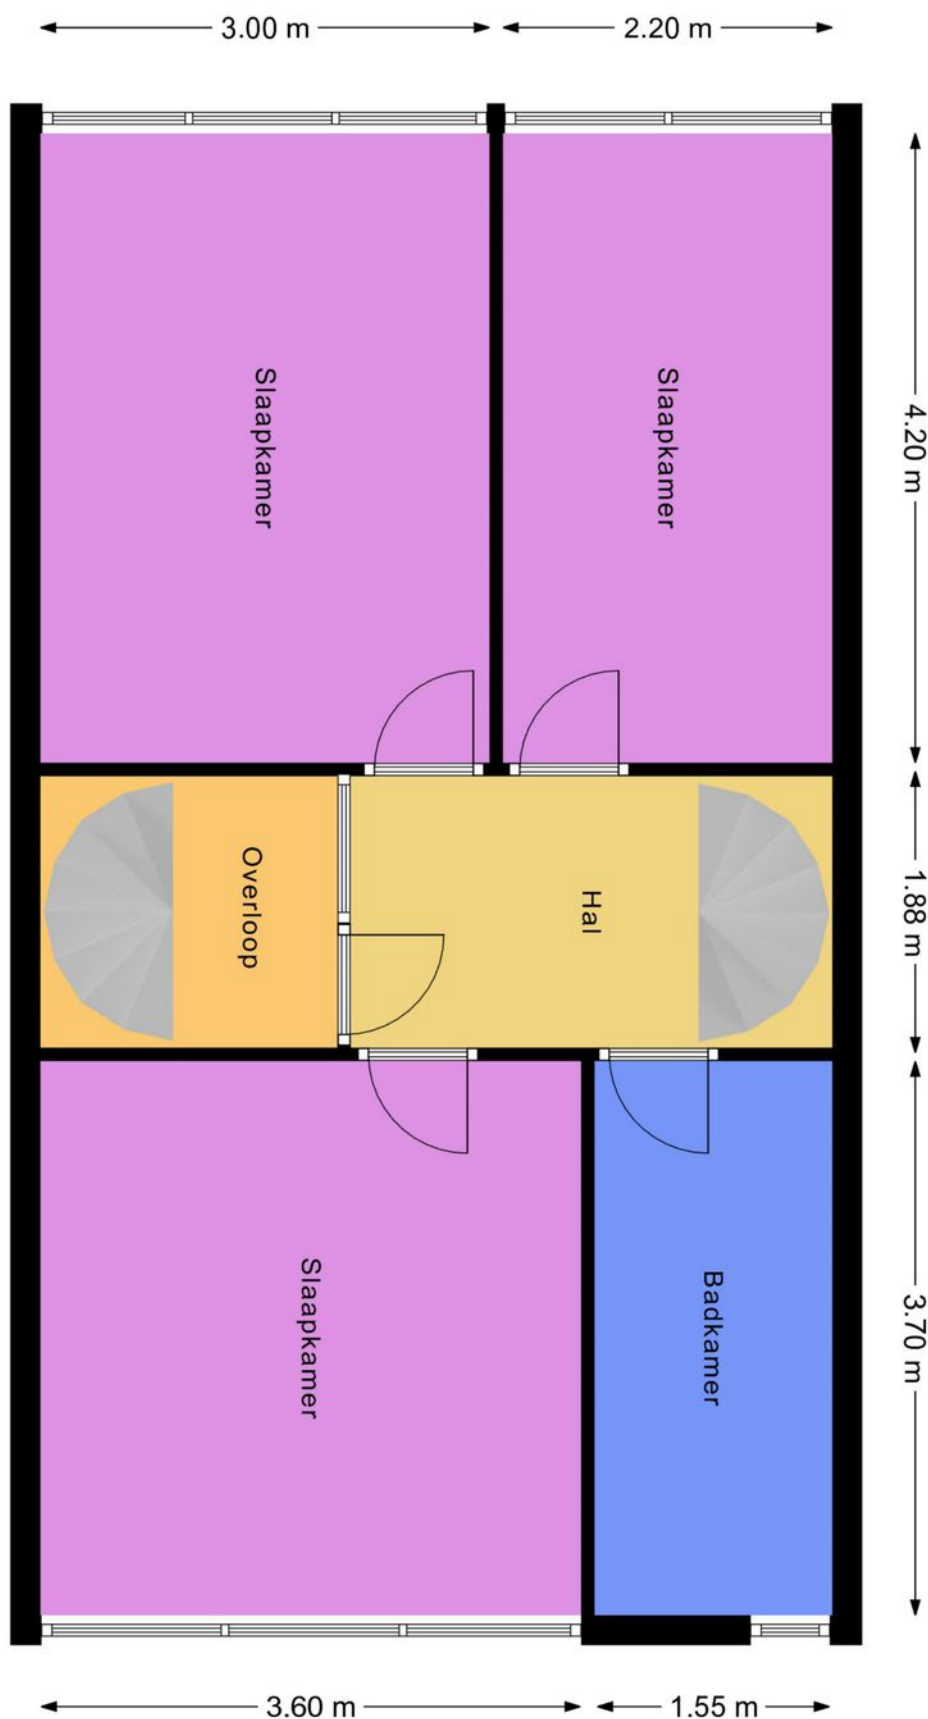 3.00 m
2.20 m
Slaapkamer
Slaapkamer
4.20 m
Overloop
Hal
1.88 m
Slaapkamer
Badkamer
3.70 m
3.60 m
1.55 m